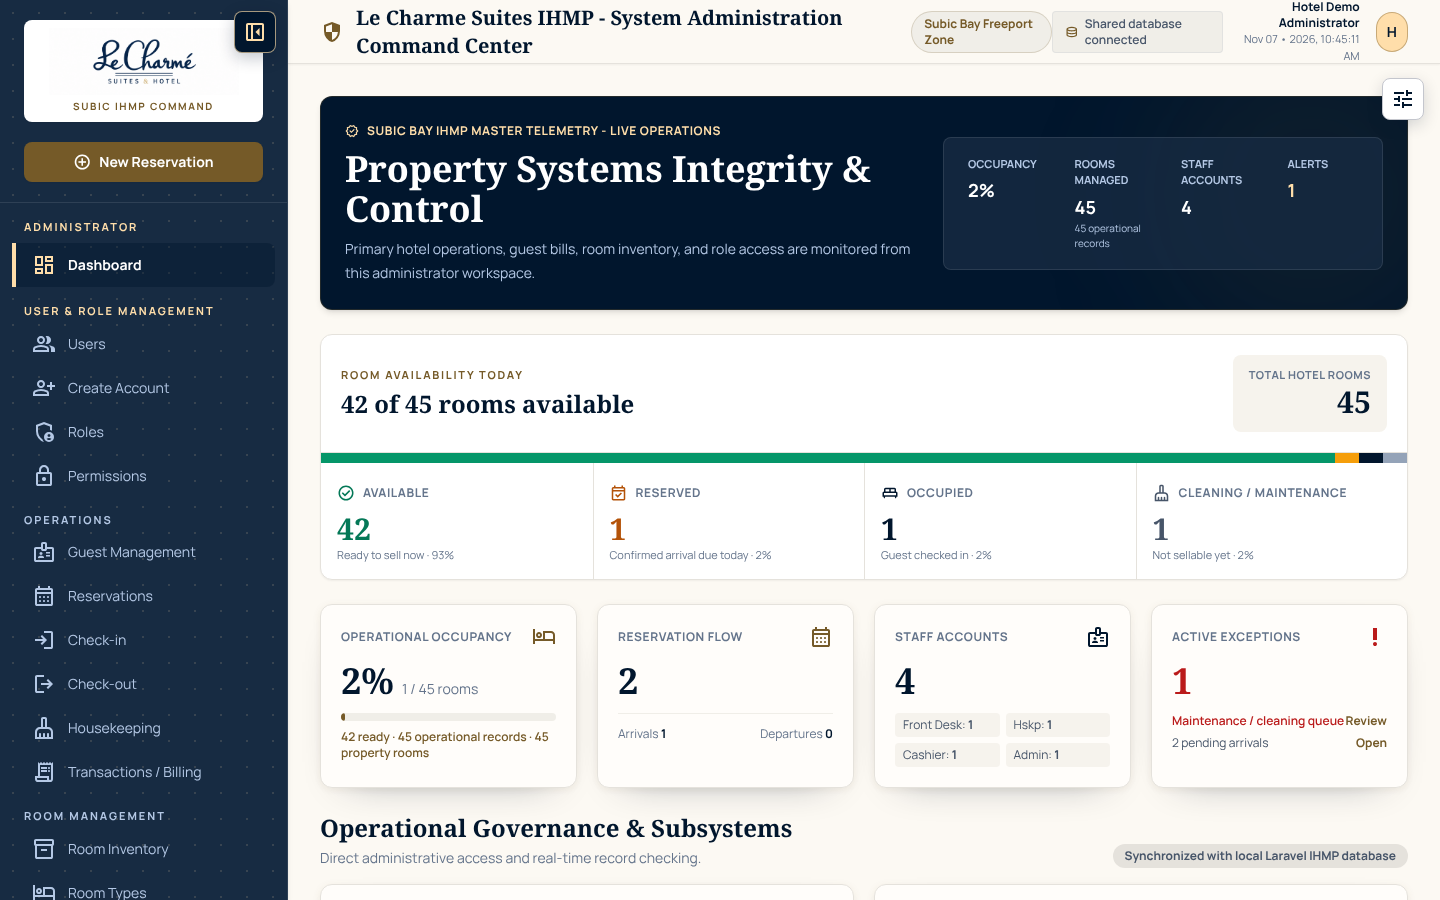 Le Charmé
SUITES & HOTEL
SUBIC IHMP COMMAND
New Reservation
ADMINISTRATOR
Dashboard
USER & ROLE MANAGEMENT
Users
Create Account
Roles
Permissions
OPERATIONS
Guest Management
Reservations
Check-in
Check-out
Housekeeping
Transactions / Billing
ROOM MANAGEMENT
Room Inventory
Room Types
Le Charme Suites IHMP - System Administration
Command Center
Subic Bay Freeport
Zone
Shared database
connected
Hotel Demo
Administrator
Nov 07 • 2026, 10:45:11
AM
H
SUBIC BAY IHMP MASTER TELEMETRY - LIVE OPERATIONS
Property Systems Integrity &
Control
Primary hotel operations, guest bills, room inventory, and role access are monitored from
this administrator workspace.
OCCUPANCY
2%
ROOMS
MANAGED
45
45 operational
records
STAFF
ACCOUNTS
4
ALERTS
1
ROOM AVAILABILITY TODAY
42 of 45 rooms available
TOTAL HOTEL ROOMS
45
AVAILABLE
42
Ready to sell now · 93%
RESERVED
1
Confirmed arrival due today · 2%
OCCUPIED
1
Guest checked in · 2%
CLEANING / MAINTENANCE
1
Not sellable yet · 2%
OPERATIONAL OCCUPANCY
2% 1 / 45 rooms
42 ready · 45 operational records · 45
property rooms
RESERVATION FLOW
2
Arrivals 1
Departures 0
STAFF ACCOUNTS
4
Front Desk: 1
Hskp: 1
Cashier: 1
Admin: 1
ACTIVE EXCEPTIONS
1
Maintenance / cleaning queue Review
2 pending arrivals Open
Operational Governance & Subsystems
Direct administrative access and real-time record checking.
Synchronized with local Laravel IHMP database